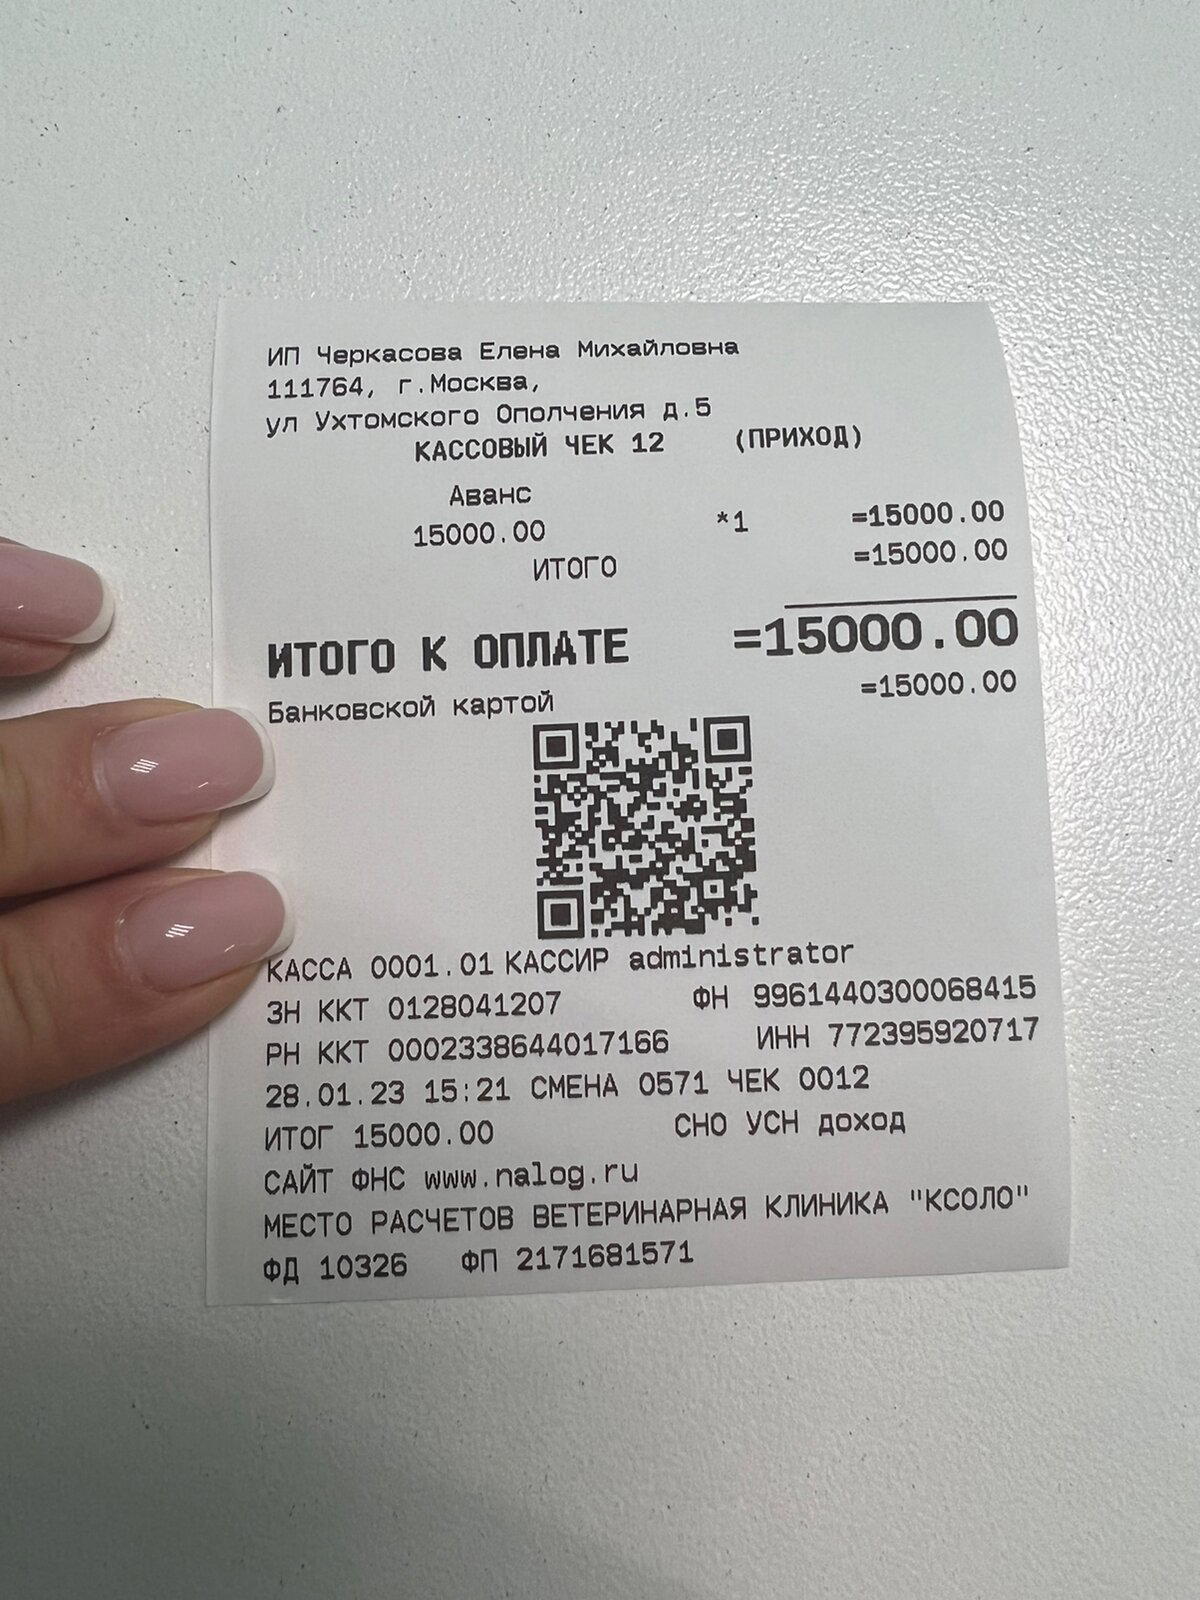 ИП Черкасова Елена Михайловна
111764, г.Москва,
ул Ухтомского Ополчения д.5
КАССОВЫЙ ЧЕК 12 (ПРИХОД)
Аванс
15000.00 *1 =15000.00
ИТОГО =15000.00
ИТОГО К ОПЛАТЕ =15000.00
Банковской картой =15000.00
КАССА 0001.01 КАССИР administrator
ЗН ККТ 0128041207 ФН 9961440300068415
РН ККТ 0002338644017166 ИНН 772395920717
28.01.23 15:21 СМЕНА 0571 ЧЕК 0012
ИТОГ 15000.00 СНО УСН доход
САЙТ ФНС www.nalog.ru
МЕСТО РАСЧЕТОВ ВЕТЕРИНАРНАЯ КЛИНИКА "КСОЛО"
ФД 10326 ФП 2171681571